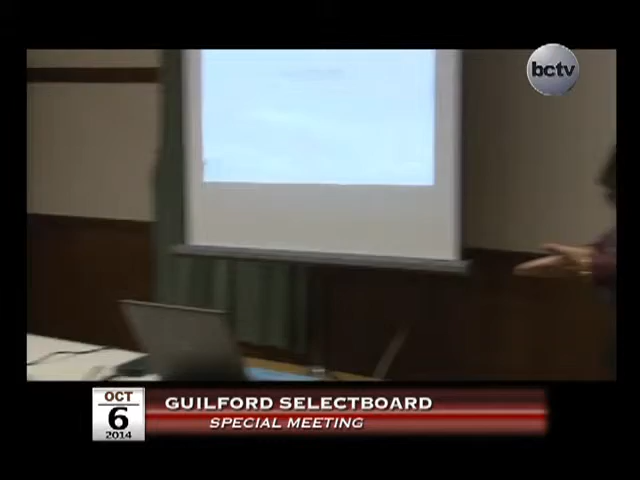 bctv
OCT
6
2014
GUILFORD SELECTBOARD
SPECIAL MEETING